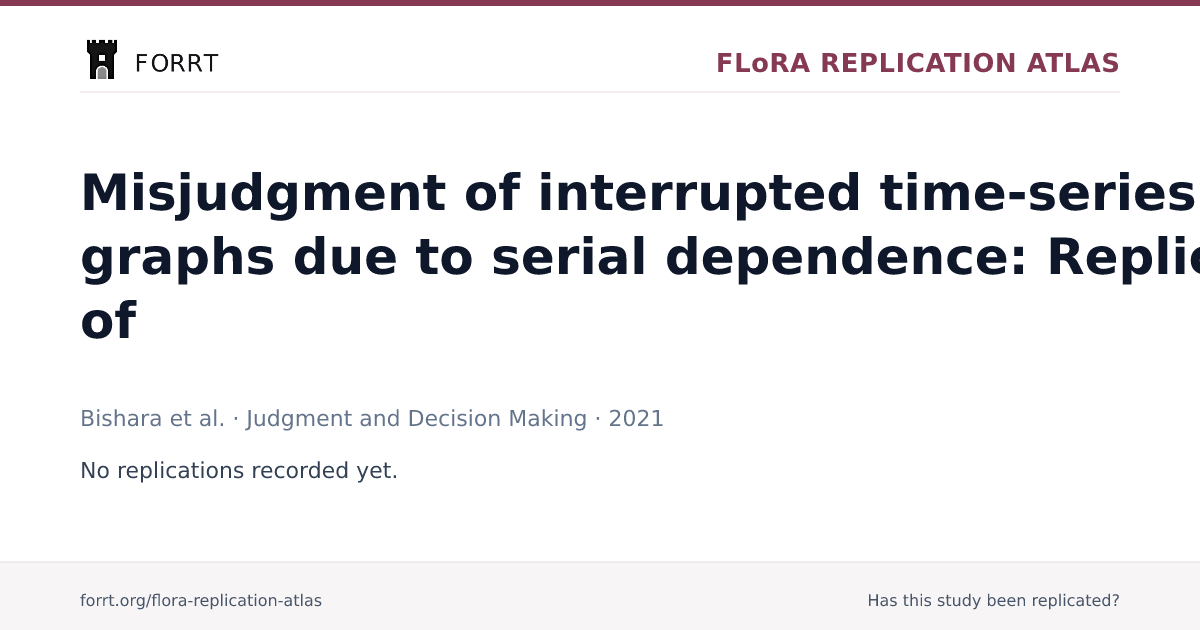 FORRT
FLoRA REPLICATION ATLAS
Misjudgment of interrupted time-series
graphs due to serial dependence: Replic
of
Bishara et al. · Judgment and Decision Making · 2021
No replications recorded yet.
forrt.org/flora-replication-atlas
Has this study been replicated?